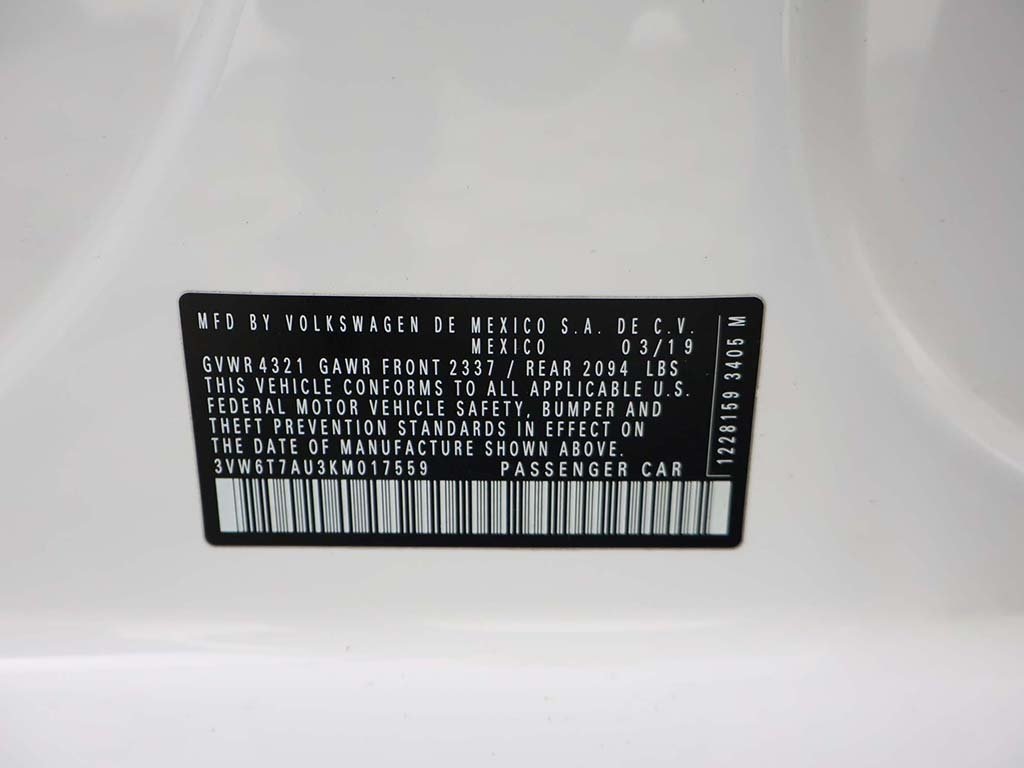 MFD BY VOLKSWAGEN DE MEXICO S.A. DE C.V.
MEXICO 03/19
GVWR 4321 GAWR FRONT 2337 / REAR 2094 LBS
THIS VEHICLE CONFORMS TO ALL APPLICABLE U.S.
FEDERAL MOTOR VEHICLE SAFETY, BUMPER AND
THEFT PREVENTION STANDARDS IN EFFECT ON
THE DATE OF MANUFACTURE SHOWN ABOVE.
3VW6T7AU3KM017559 PASSENGER CAR
1228159 3405 M